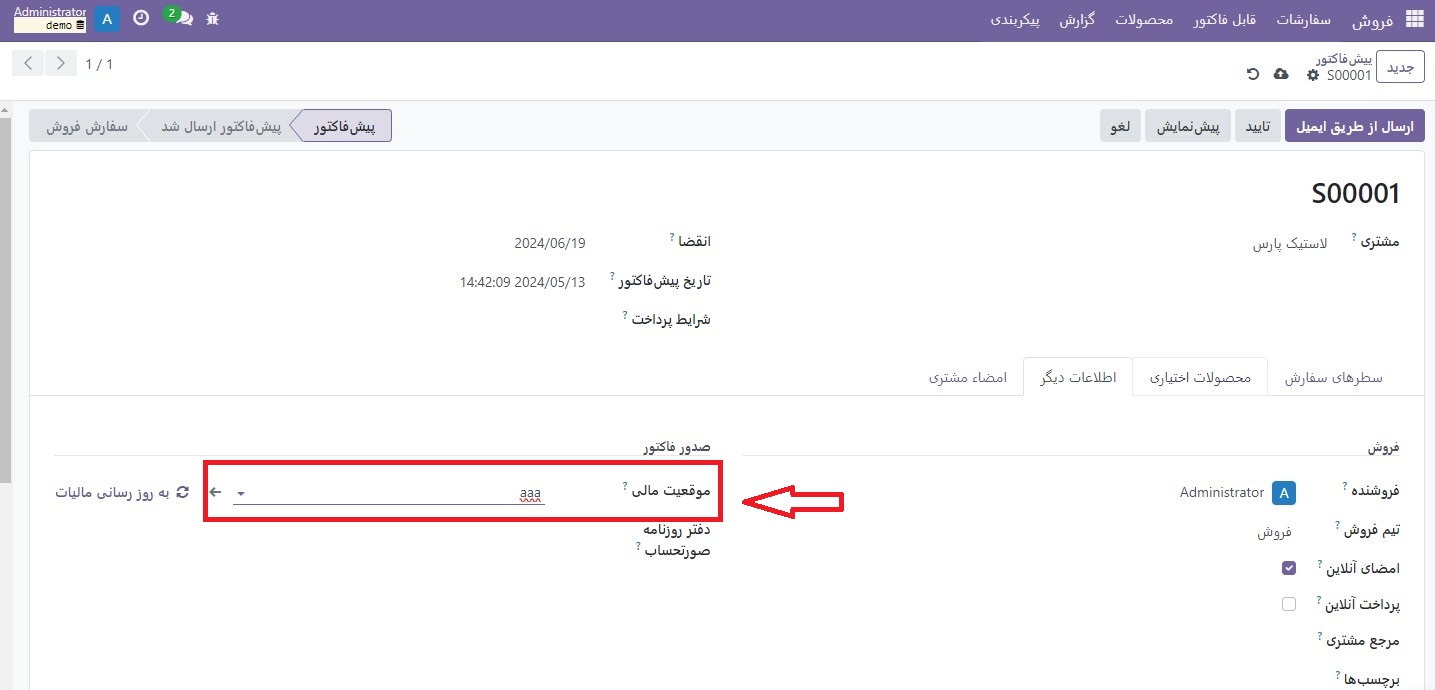 فروش سفارشات قابل فاکتور محصولات گزارش پیکربندی
2 A Administrator
demo
جدید پیش‌فاکتور
S00001
1 / 1
ارسال از طریق ایمیل تایید پیش‌نمایش لغو
پیش‌فاکتور پیش‌فاکتور ارسال شد سفارش فروش
S00001
مشتری ? لاستیک پارس
انقضا ? 2024/06/19
تاریخ پیش‌فاکتور ? 2024/05/13 14:42:09
شرایط پرداخت ?
سطرهای سفارش محصولات اختیاری اطلاعات دیگر امضاء مشتری
فروش
فروشنده ? A Administrator
تیم فروش ? فروش
امضای آنلاین ?
پرداخت آنلاین ?
مرجع مشتری ?
برچسب‌ها ?
صدور فاکتور
موقعیت مالی ? aaa به روز رسانی مالیات
دفتر روزنامه
صورتحساب ?